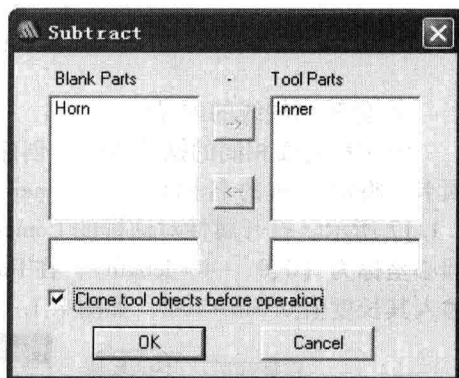 Subtract
Blank Parts - Tool Parts
Horn Inner
->
<-
Clone tool objects before operation
OK Cancel